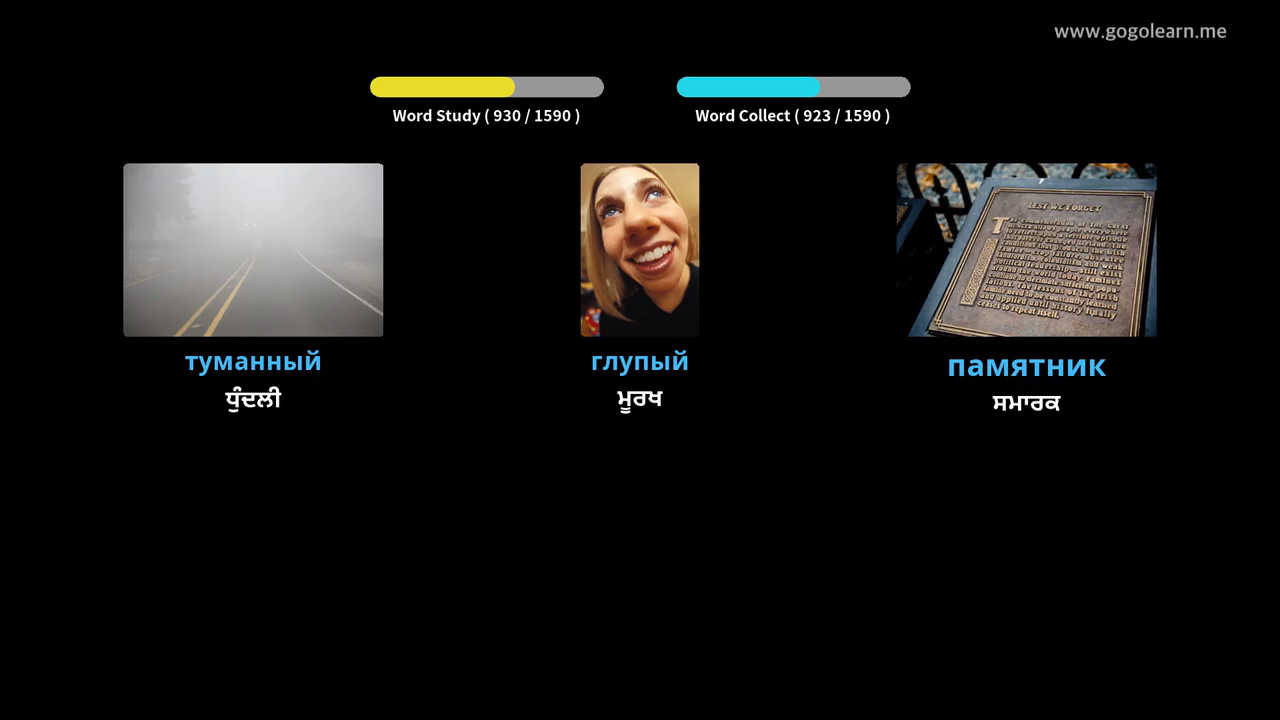 www.gogolearn.me
Word Study ( 930 / 1590 )
Word Collect ( 923 / 1590 )
LEST WE FORGET
туманный
ਧੁੰਦਲੀ
глупый
ਮੂਰਖ
памятник
ਸਮਾਰਕ